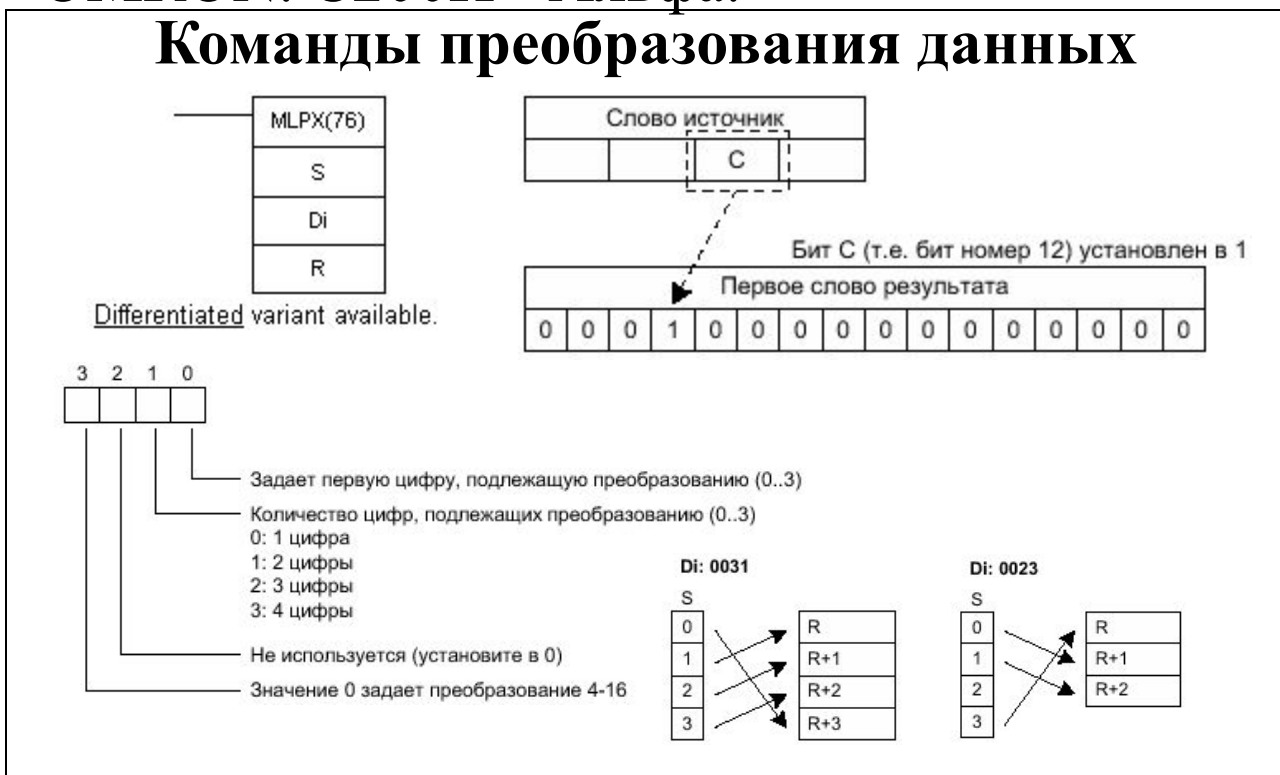 Команды преобразования данных
MLPX(76)
S
Di
R
Differentiated variant available.
Слово источник
C
Бит С (т.е. бит номер 12) установлен в 1
Первое слово результата
0 0 0 1 0 0 0 0 0 0 0 0 0 0 0 0
3 2 1 0
Задает первую цифру, подлежащую преобразованию (0..3)
Количество цифр, подлежащих преобразованию (0..3)
0: 1 цифра
1: 2 цифры
2: 3 цифры
3: 4 цифры
Не используется (установите в 0)
Значение 0 задает преобразование 4-16
Di: 0031
S
0 R
1 R+1
2 R+2
3 R+3
Di: 0023
S
0 R
1 R+1
2 R+2
3